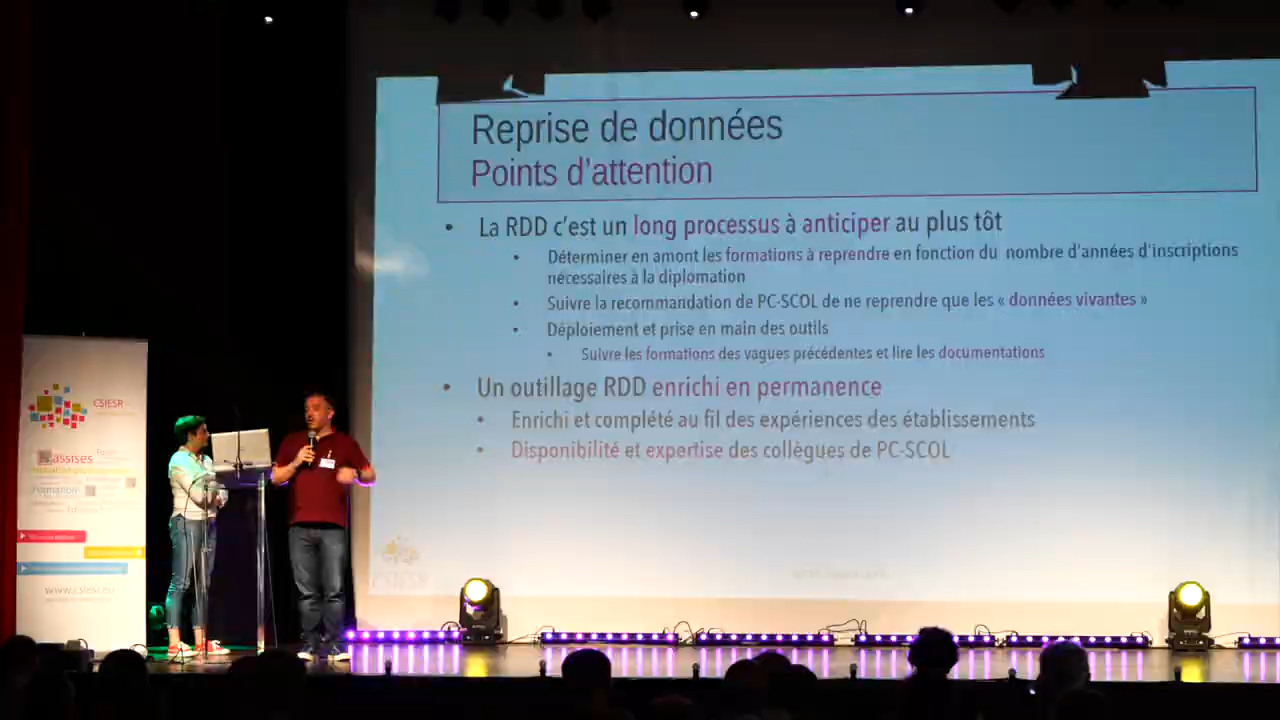 Reprise de données
Points d'attention
• La RDD c'est un long processus à anticiper au plus tôt
• Déterminer en amont les formations à reprendre en fonction du nombre d'années d'inscriptions
nécessaires à la diplomation
• Suivre la recommandation de PC-SCOL de ne reprendre que les « données vivantes »
• Déploiement et prise en main des outils
• Suivre les formations des vagues précédentes et lire les documentations
• Un outillage RDD enrichi en permanence
• Enrichi et complété au fil des expériences des établissements
• Disponibilité et expertise des collègues de PC-SCOL
CSIESR
assises
Formation
www.csiesr.eu
CSIESR